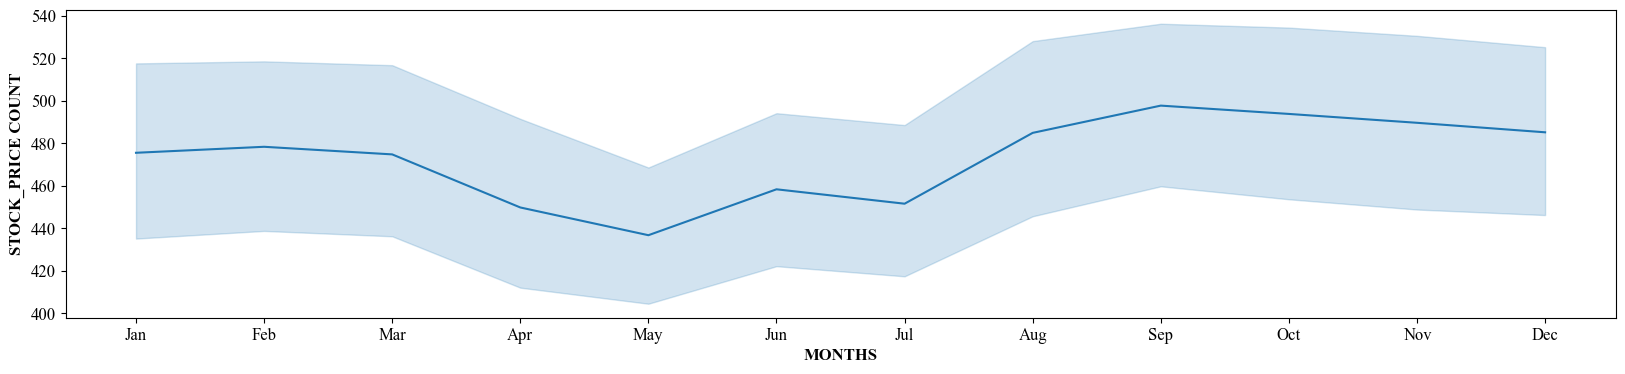 STOCK_PRICE COUNT
540
520
500
480
460
440
420
400
Jan Feb Mar Apr May Jun Jul Aug Sep Oct Nov Dec
MONTHS